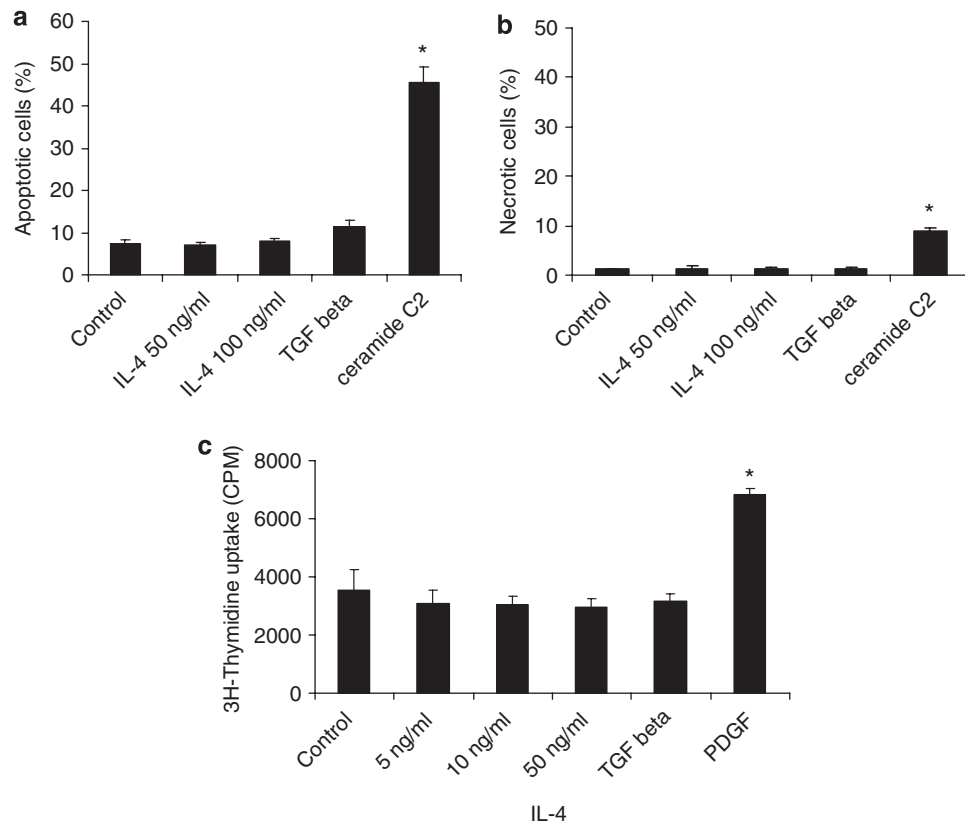 a
Apoptotic cells (%)
60
50
40
30
20
10
0
*
Control
IL-4 50 ng/ml
IL-4 100 ng/ml
TGF beta
ceramide C2
b
Necrotic cells (%)
50
40
30
20
10
0
*
Control
IL-4 50 ng/ml
IL-4 100 ng/ml
TGF beta
ceramide C2
c
3H-Thymidine uptake (CPM)
8000
6000
4000
2000
0
*
Control
5 ng/ml
10 ng/ml
50 ng/ml
TGF beta
PDGF
IL-4